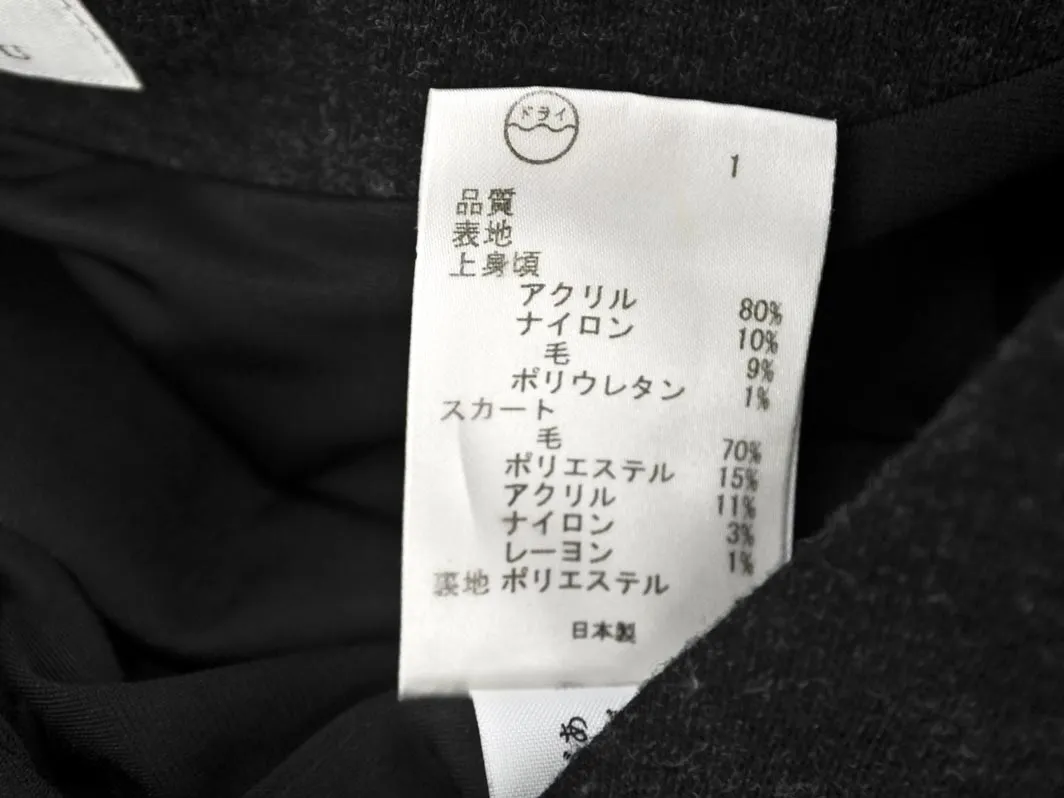 ドライ
1
品質
表地
上身頃
アクリル 80%
ナイロン 10%
毛 9%
ポリウレタン 1%
スカート
毛 70%
ポリエステル 15%
アクリル 11%
ナイロン 3%
レーヨン 1%
裏地 ポリエステル
日本製
あ